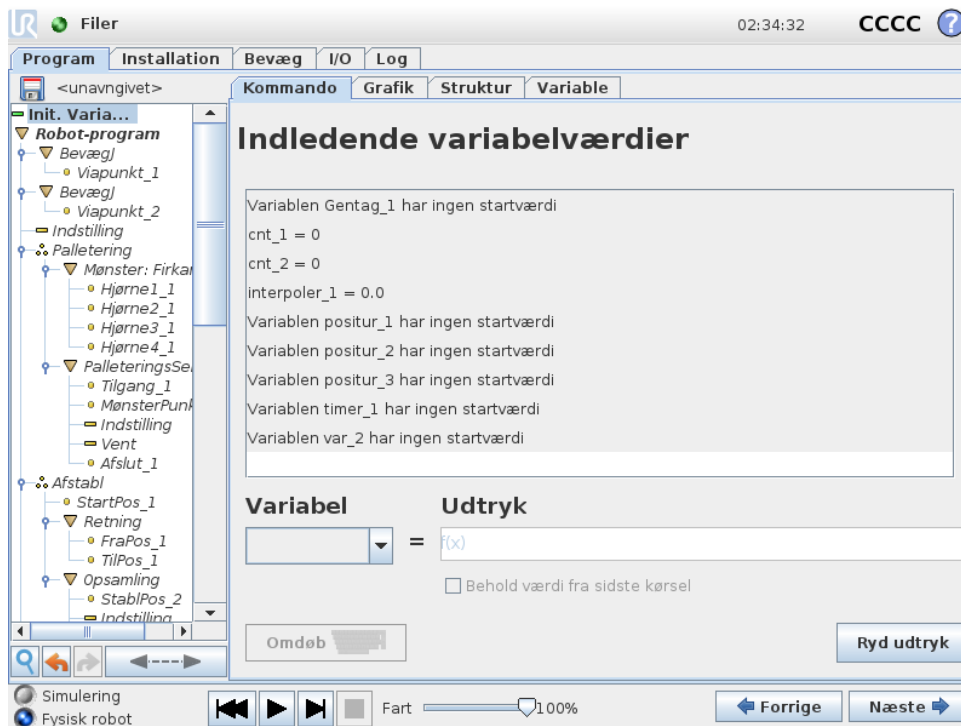 UR Filer 02:34:32 CCCC ?
Program Installation Bevæg I/O Log
<unavngivet>
Kommando Grafik Struktur Variable
Init. Varia...
Robot-program
BevægJ
Viapunkt_1
BevægJ
Viapunkt_2
Indstilling
Palletering
Mønster: Firkan
Hjørne1_1
Hjørne2_1
Hjørne3_1
Hjørne4_1
PalleteringsSe
Tilgang_1
MønsterPunk
Indstilling
Vent
Afslut_1
Afstabl
StartPos_1
Retning
FraPos_1
TilPos_1
Opsamling
StablPos_2
Indstilling
Indledende variabelværdier
Variablen Gentag_1 har ingen startværdi
cnt_1 = 0
cnt_2 = 0
interpoler_1 = 0.0
Variablen positur_1 har ingen startværdi
Variablen positur_2 har ingen startværdi
Variablen positur_3 har ingen startværdi
Variablen timer_1 har ingen startværdi
Variablen var_2 har ingen startværdi
Variabel Udtryk
= f(x)
Behold værdi fra sidste kørsel
Omdøb
Ryd udtryk
Simulering
Fysisk robot
Fart 100%
Forrige Næste